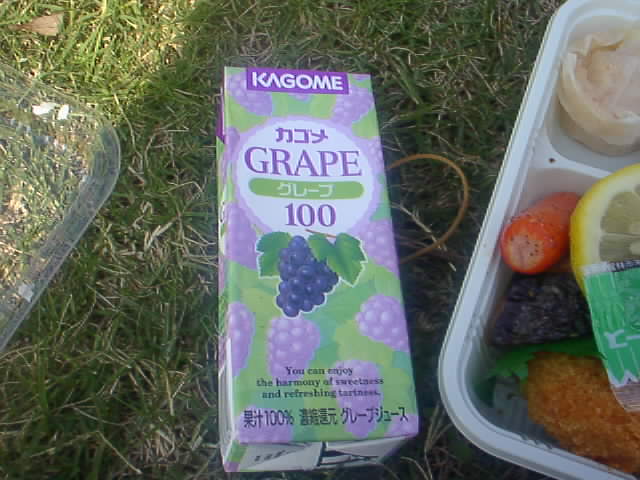 KAGOME
カゴメ
GRAPE
グレープ
100
You can enjoy
the harmony of sweetness
and refreshing tartness.
果汁100% 濃縮還元 グレープジュース